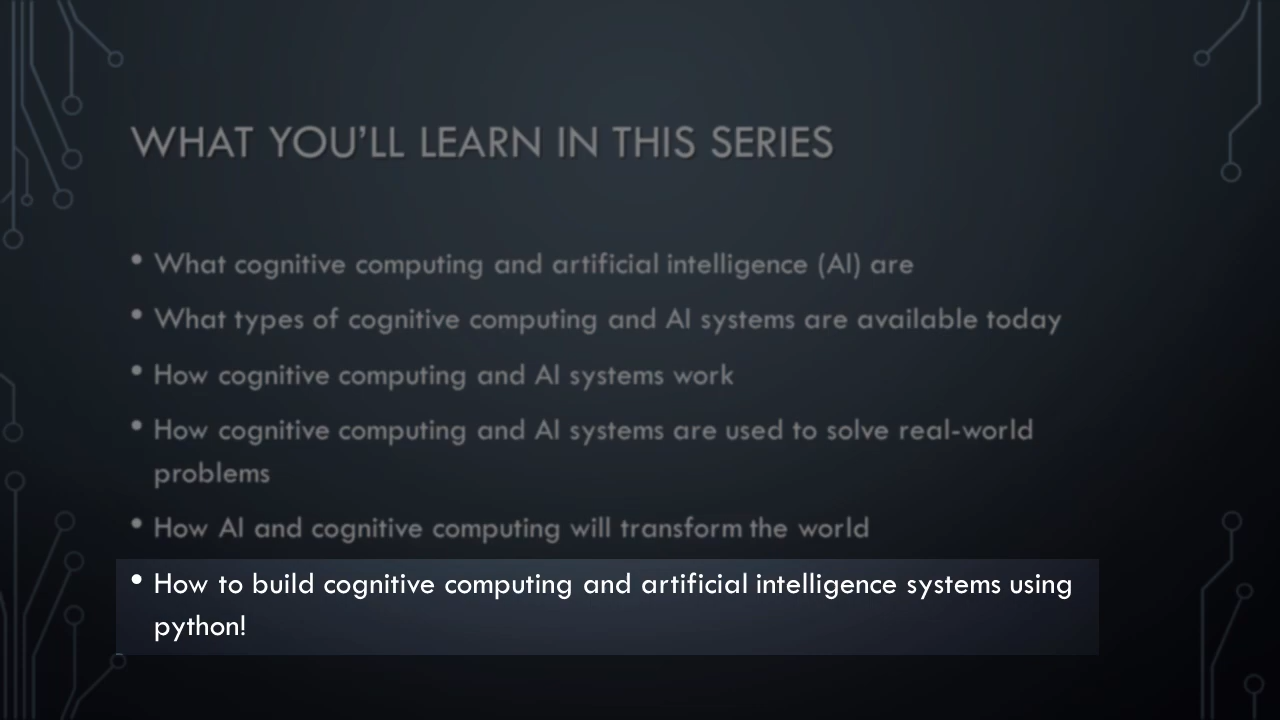 WHAT YOU’LL LEARN IN THIS SERIES
• What cognitive computing and artificial intelligence (AI) are
• What types of cognitive computing and AI systems are available today
• How cognitive computing and AI systems work
• How cognitive computing and AI systems are used to solve real-world
problems
• How AI and cognitive computing will transform the world
• How to build cognitive computing and artificial intelligence systems using
python!